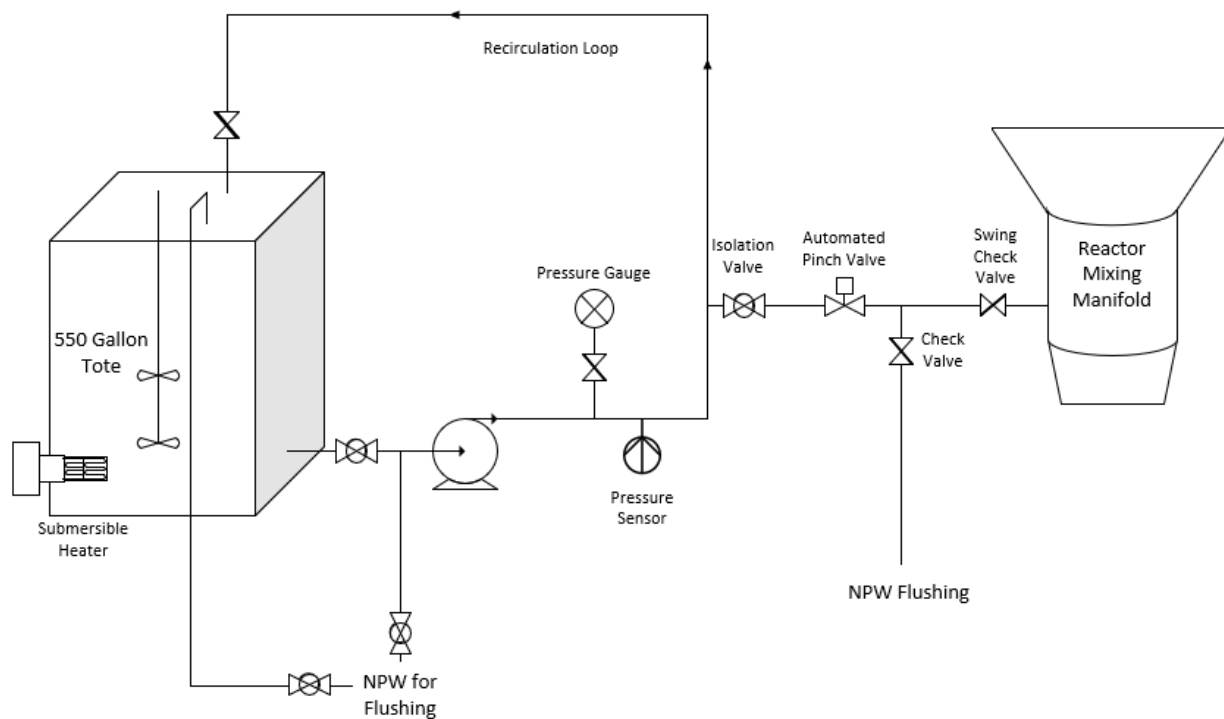 Recirculation Loop
Isolation
Valve
Automated
Pinch Valve
Swing
Check
Valve
Reactor
Mixing
Manifold
Pressure Gauge
550 Gallon
Tote
Check
Valve
Submersible
Heater
Pressure
Sensor
NPW Flushing
NPW for
Flushing